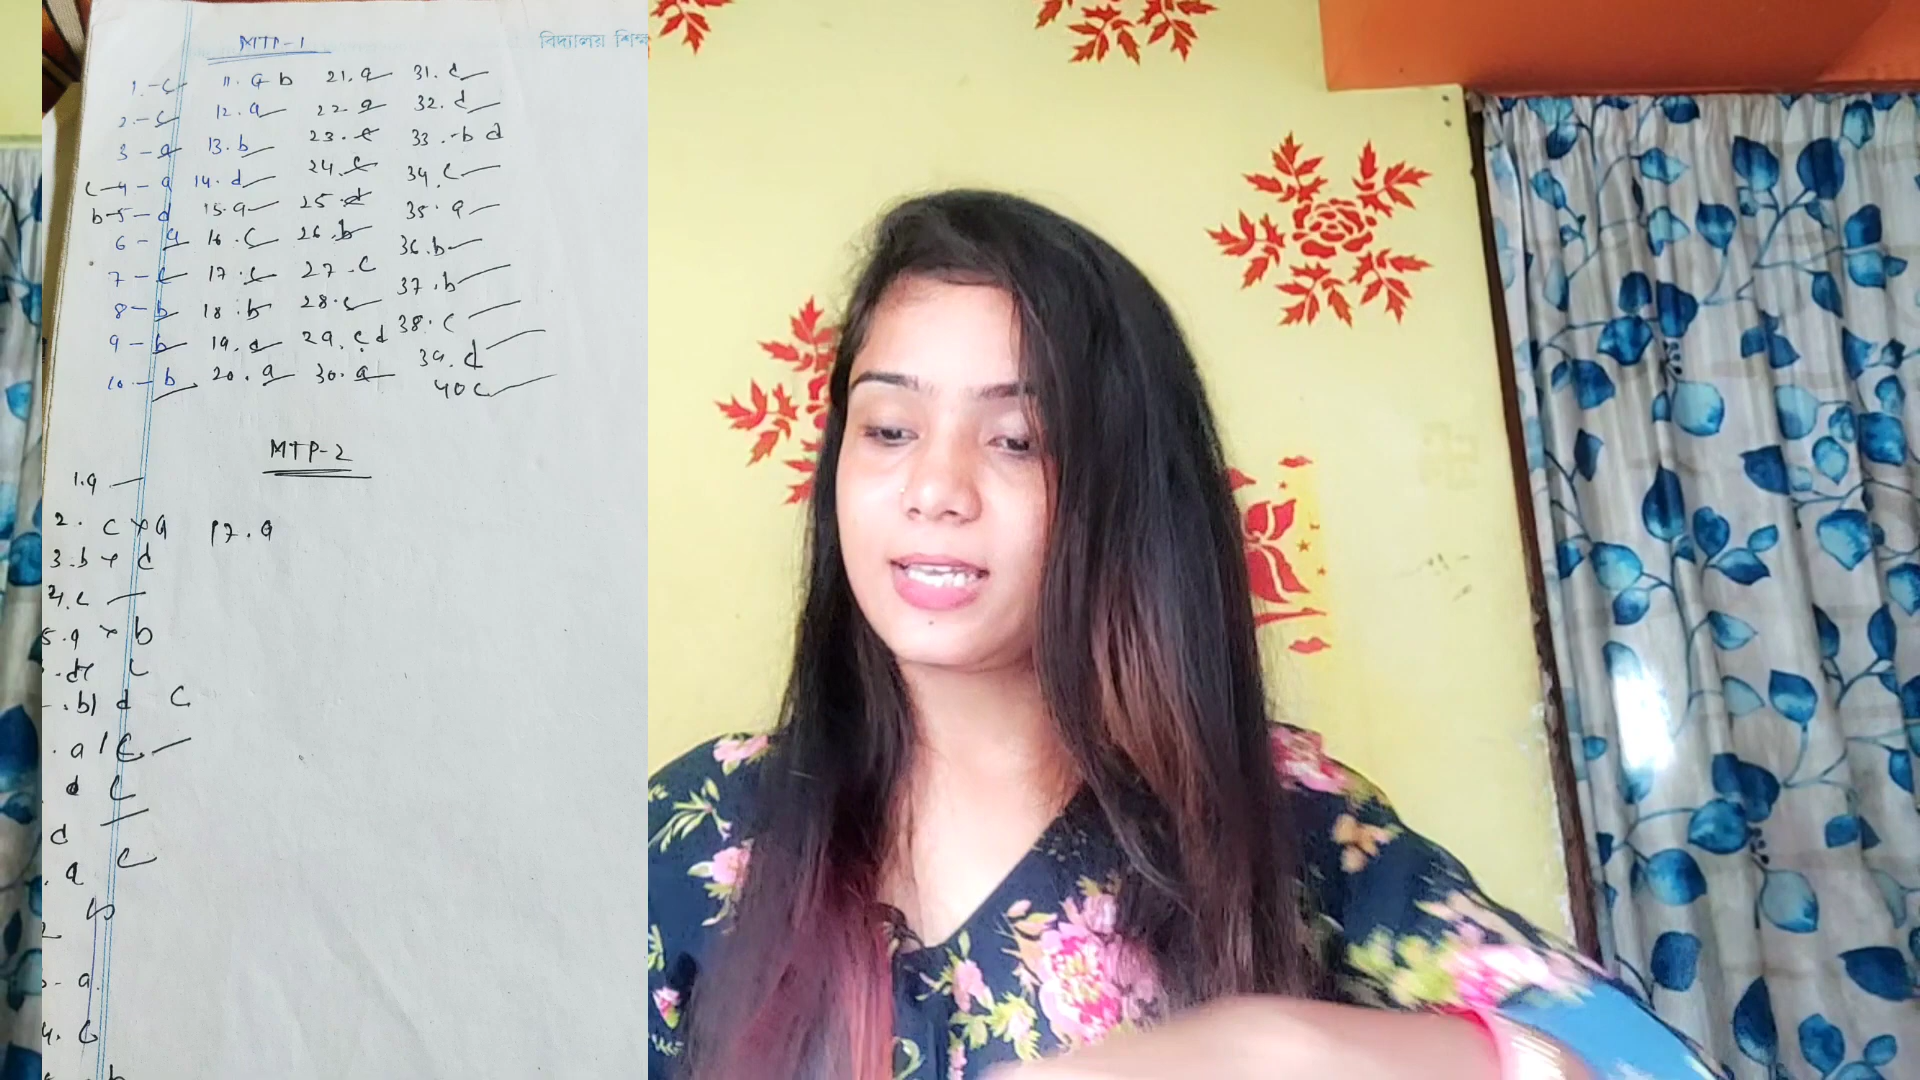 MTP-1
বিদ্যালয় শিক্ষ
1.-c 11. a b 21. a 31. c
2.-c 12. a 22. a 32. d
3-a 13. b 23. c 33. -b d
c-4-a 14. d 24. c 34. c
b-5-d 15. a 25. d 35. a
6-a 16. c 26. b 36. b
7-c 17. c 27. c 37. b
8-b 18. b 28. c 38. c
9-b 19. 29. c d 39. d
10.-b 20. a 30. a 40 c
MTP-2
1. a
2. c x a 17. a
3. b x d
4. c
5. a x b
d c
. b/ d c
. a / c
d c
d
. a c
a.
4. c
b